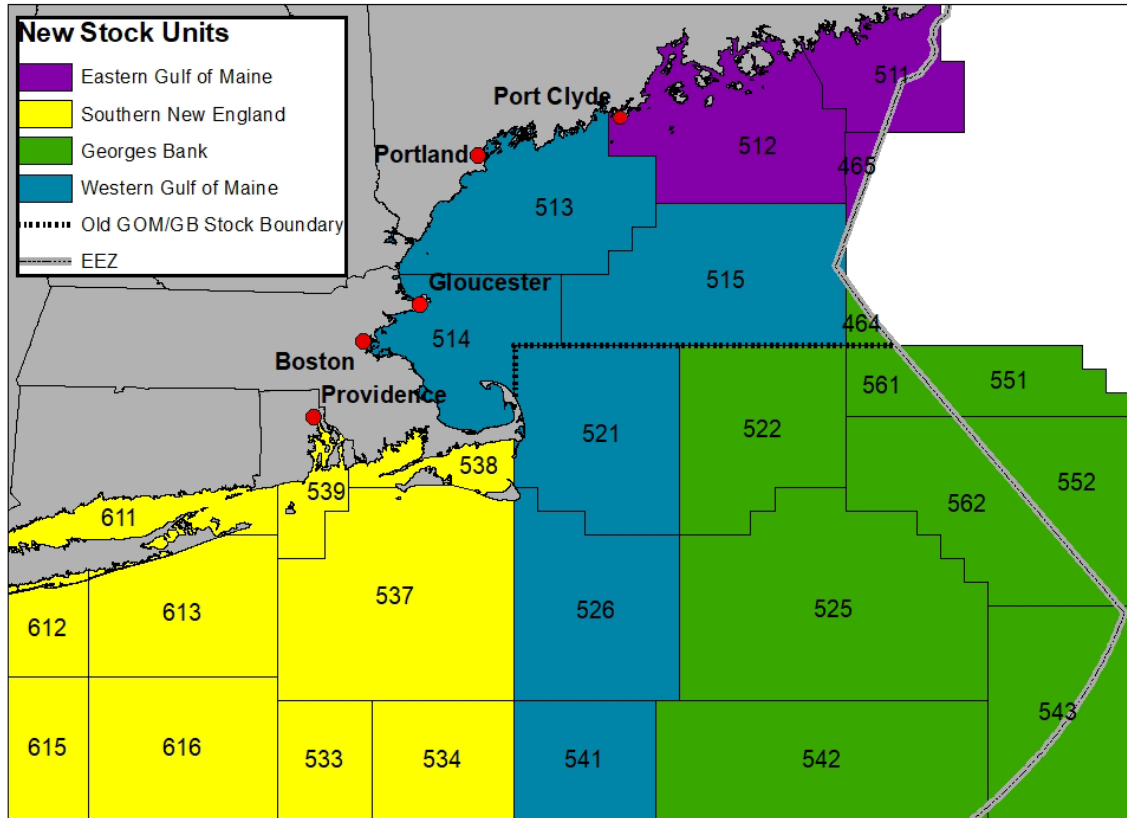 New Stock Units
Eastern Gulf of Maine
Southern New England
Georges Bank
Western Gulf of Maine
Old GOM/GB Stock Boundary
EEZ
Port Clyde
511
Portland
512
465
513
Gloucester
515
514
464
Boston
561
551
Providence
521
522
538
552
539
562
611
537
613
526
525
612
543
615
616
533
534
541
542